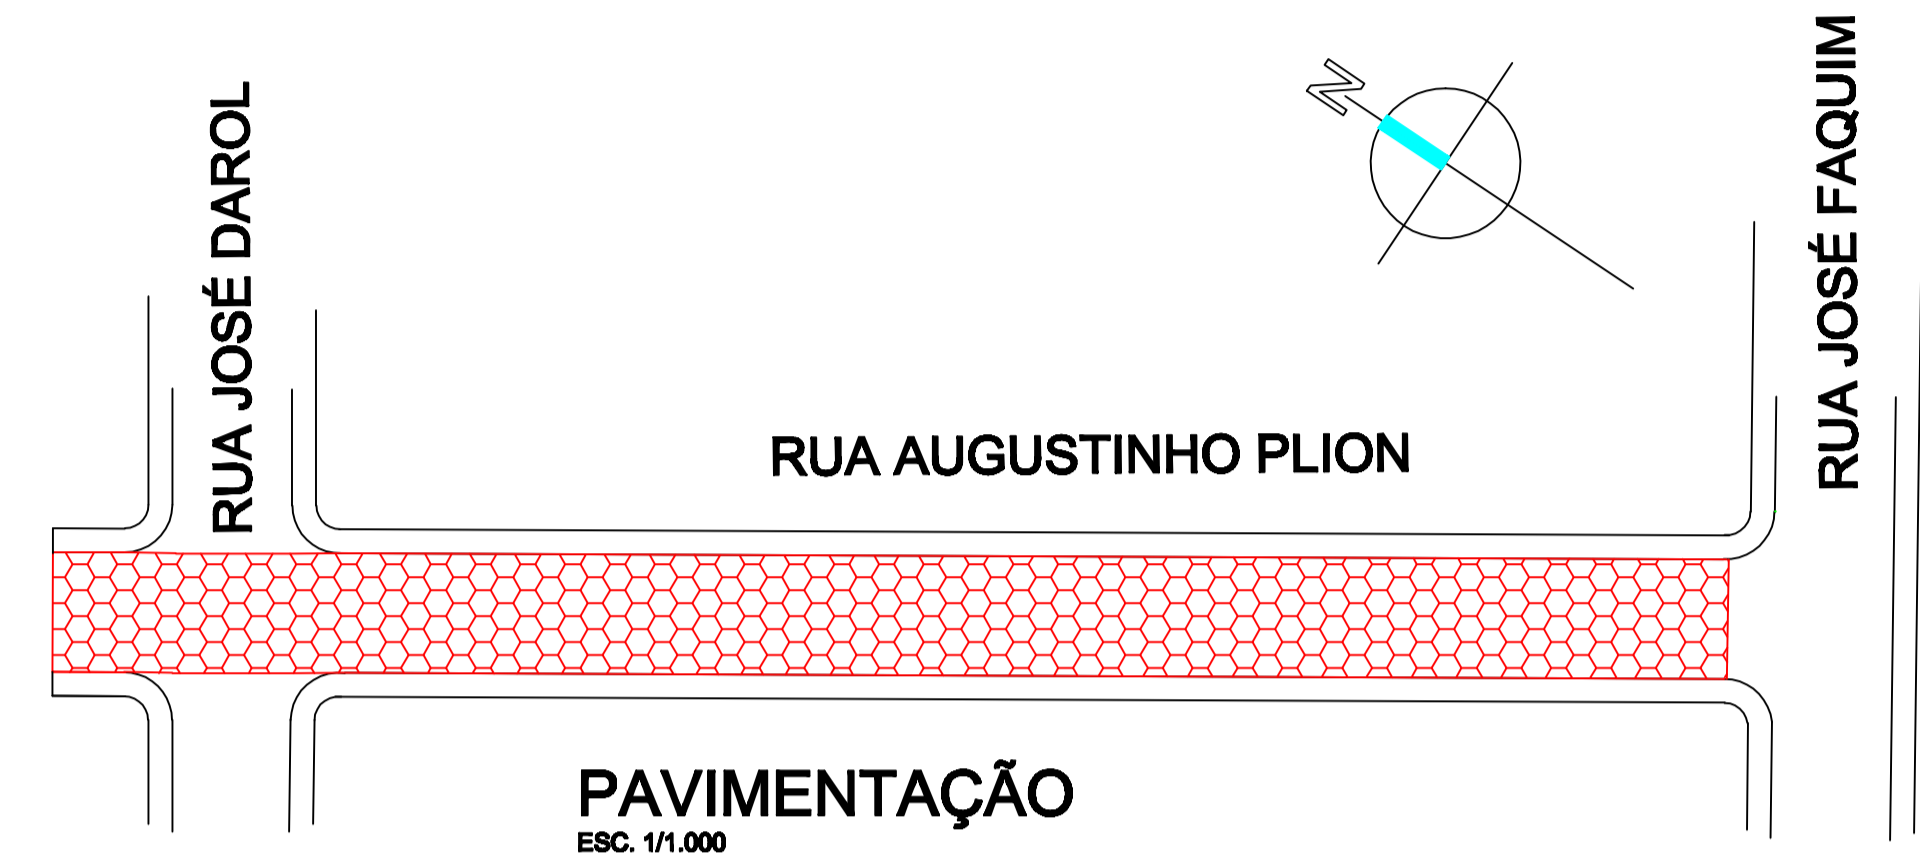 RUA JOSÉ DAROL
N
RUA JOSÉ FAQUIM
RUA AUGUSTINHO PLION
PAVIMENTAÇÃO
ESC. 1/1.000